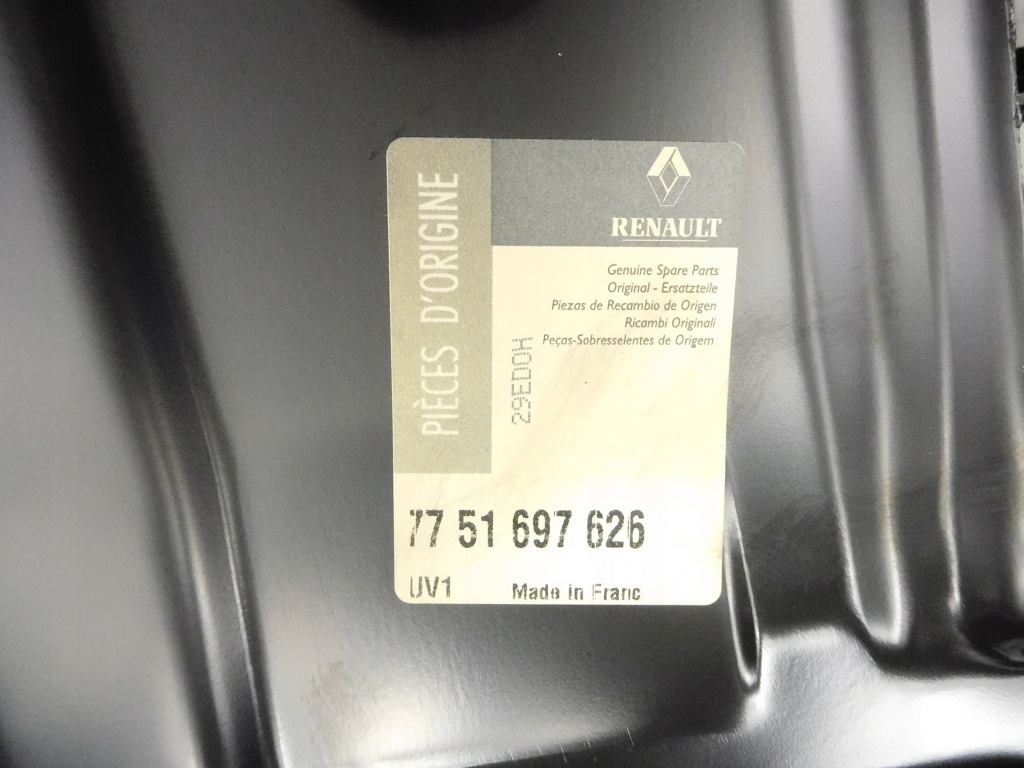 PIÈCES D'ORIGINE
RENAULT
Genuine Spare Parts
Original - Ersatzteile
Piezas de Recambio de Origen
Ricambi Originali
Peças-Sobresselentes de Origem
29EDOH
77 51 697 626
UV1 Made in Franc